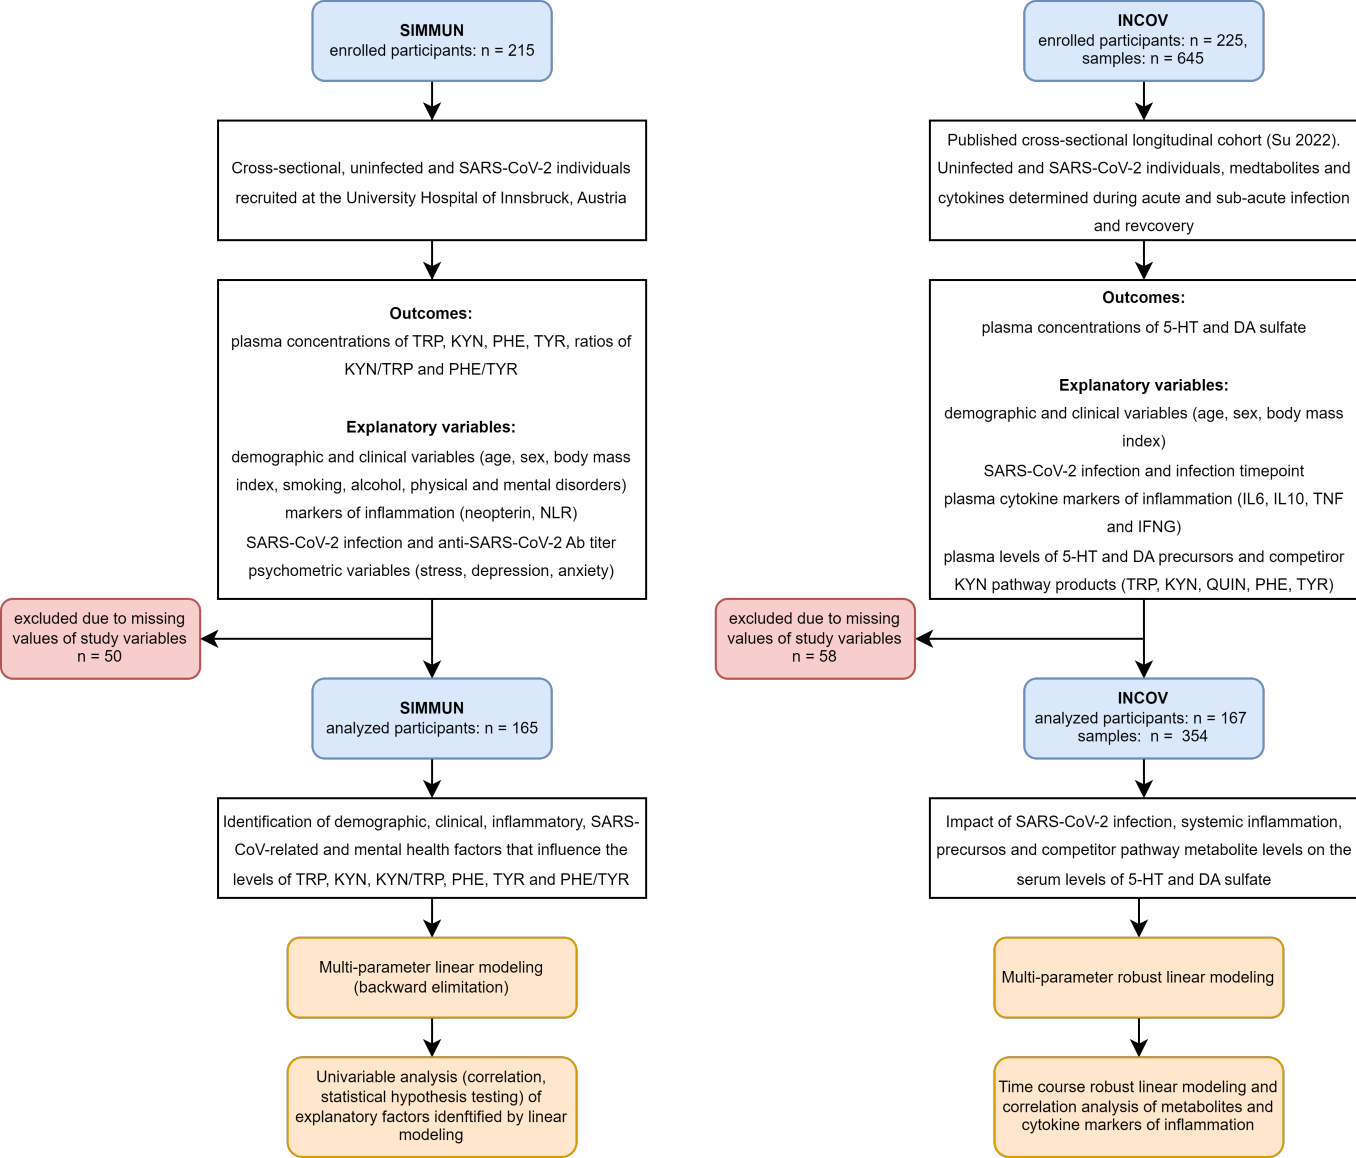 SIMMUN
enrolled participants: n = 215
Cross-sectional, uninfected and SARS-CoV-2 individuals
recruited at the University Hospital of Innsbruck, Austria
Outcomes:
plasma concentrations of TRP, KYN, PHE, TYR, ratios of
KYN/TRP and PHE/TYR
Explanatory variables:
demographic and clinical variables (age, sex, body mass
index, smoking, alcohol, physical and mental disorders)
markers of inflammation (neopterin, NLR)
SARS-CoV-2 infection and anti-SARS-CoV-2 Ab titer
psychometric variables (stress, depression, anxiety)
excluded due to missing
values of study variables
n = 50
SIMMUN
analyzed participants: n = 165
Identification of demographic, clinical, inflammatory, SARS-
CoV-related and mental health factors that influence the
levels of TRP, KYN, KYN/TRP, PHE, TYR and PHE/TYR
Multi-parameter linear modeling
(backward elimitation)
Univariable analysis (correlation,
statistical hypothesis testing) of
explanatory factors idenftified by linear
modeling
INCOV
enrolled participants: n = 225,
samples: n = 645
Published cross-sectional longitudinal cohort (Su 2022).
Uninfected and SARS-CoV-2 individuals, medtabolites and
cytokines determined during acute and sub-acute infection
and revcovery
Outcomes:
plasma concentrations of 5-HT and DA sulfate
Explanatory variables:
demographic and clinical variables (age, sex, body mass
index)
SARS-CoV-2 infection and infection timepoint
plasma cytokine markers of inflammation (IL6, IL10, TNF
and IFNG)
plasma levels of 5-HT and DA precursors and competiror
KYN pathway products (TRP, KYN, QUIN, PHE, TYR)
excluded due to missing
values of study variables
n = 58
INCOV
analyzed participants: n = 167
samples: n = 354
Impact of SARS-CoV-2 infection, systemic inflammation,
precursos and competitor pathway metabolite levels on the
serum levels of 5-HT and DA sulfate
Multi-parameter robust linear modeling
Time course robust linear modeling and
correlation analysis of metabolites and
cytokine markers of inflammation